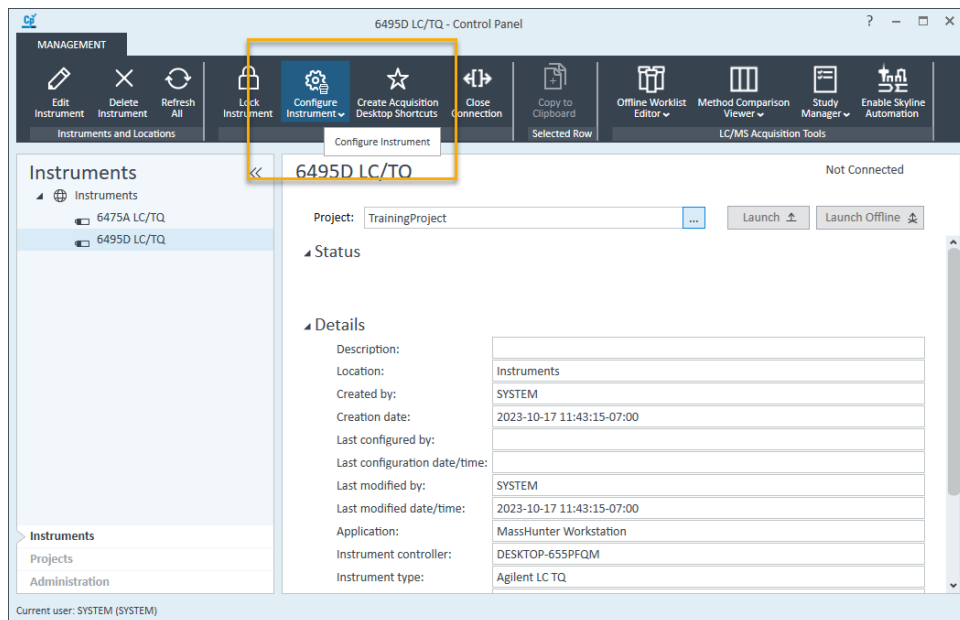 Cp
6495D LC/TQ - Control Panel
?
MANAGEMENT
Edit Instrument
Delete Instrument
Refresh All
Instruments and Locations
Lock Instrument
Configure Instrument
Create Acquisition Desktop Shortcuts
Close Connection
Copy to Clipboard
Selected Row
Offline Worklist Editor
Method Comparison Viewer
Study Manager
Enable Skyline Automation
LC/MS Acquisition Tools
Configure Instrument
Instruments
Instruments
6475A LC/TQ
6495D LC/TQ
Instruments
Projects
Administration
6495D LC/TQ
Not Connected
Project: TrainingProject ... Launch Launch Offline
Status
Details
Description:
Location: Instruments
Created by: SYSTEM
Creation date: 2023-10-17 11:43:15-07:00
Last configured by:
Last configuration date/time:
Last modified by: SYSTEM
Last modified date/time: 2023-10-17 11:43:15-07:00
Application: MassHunter Workstation
Instrument controller: DESKTOP-655PFQM
Instrument type: Agilent LC TQ
Current user: SYSTEM (SYSTEM)